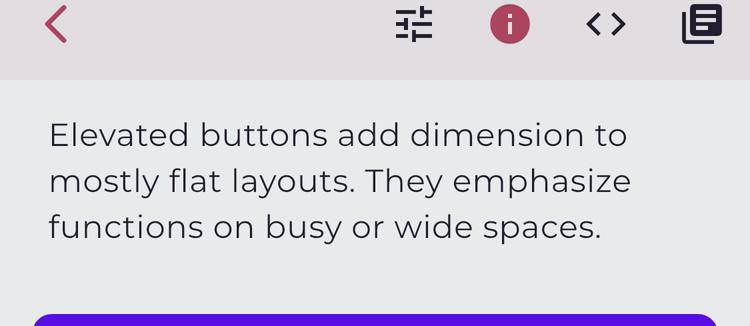 Elevated buttons add dimension to
mostly flat layouts. They emphasize
functions on busy or wide spaces.